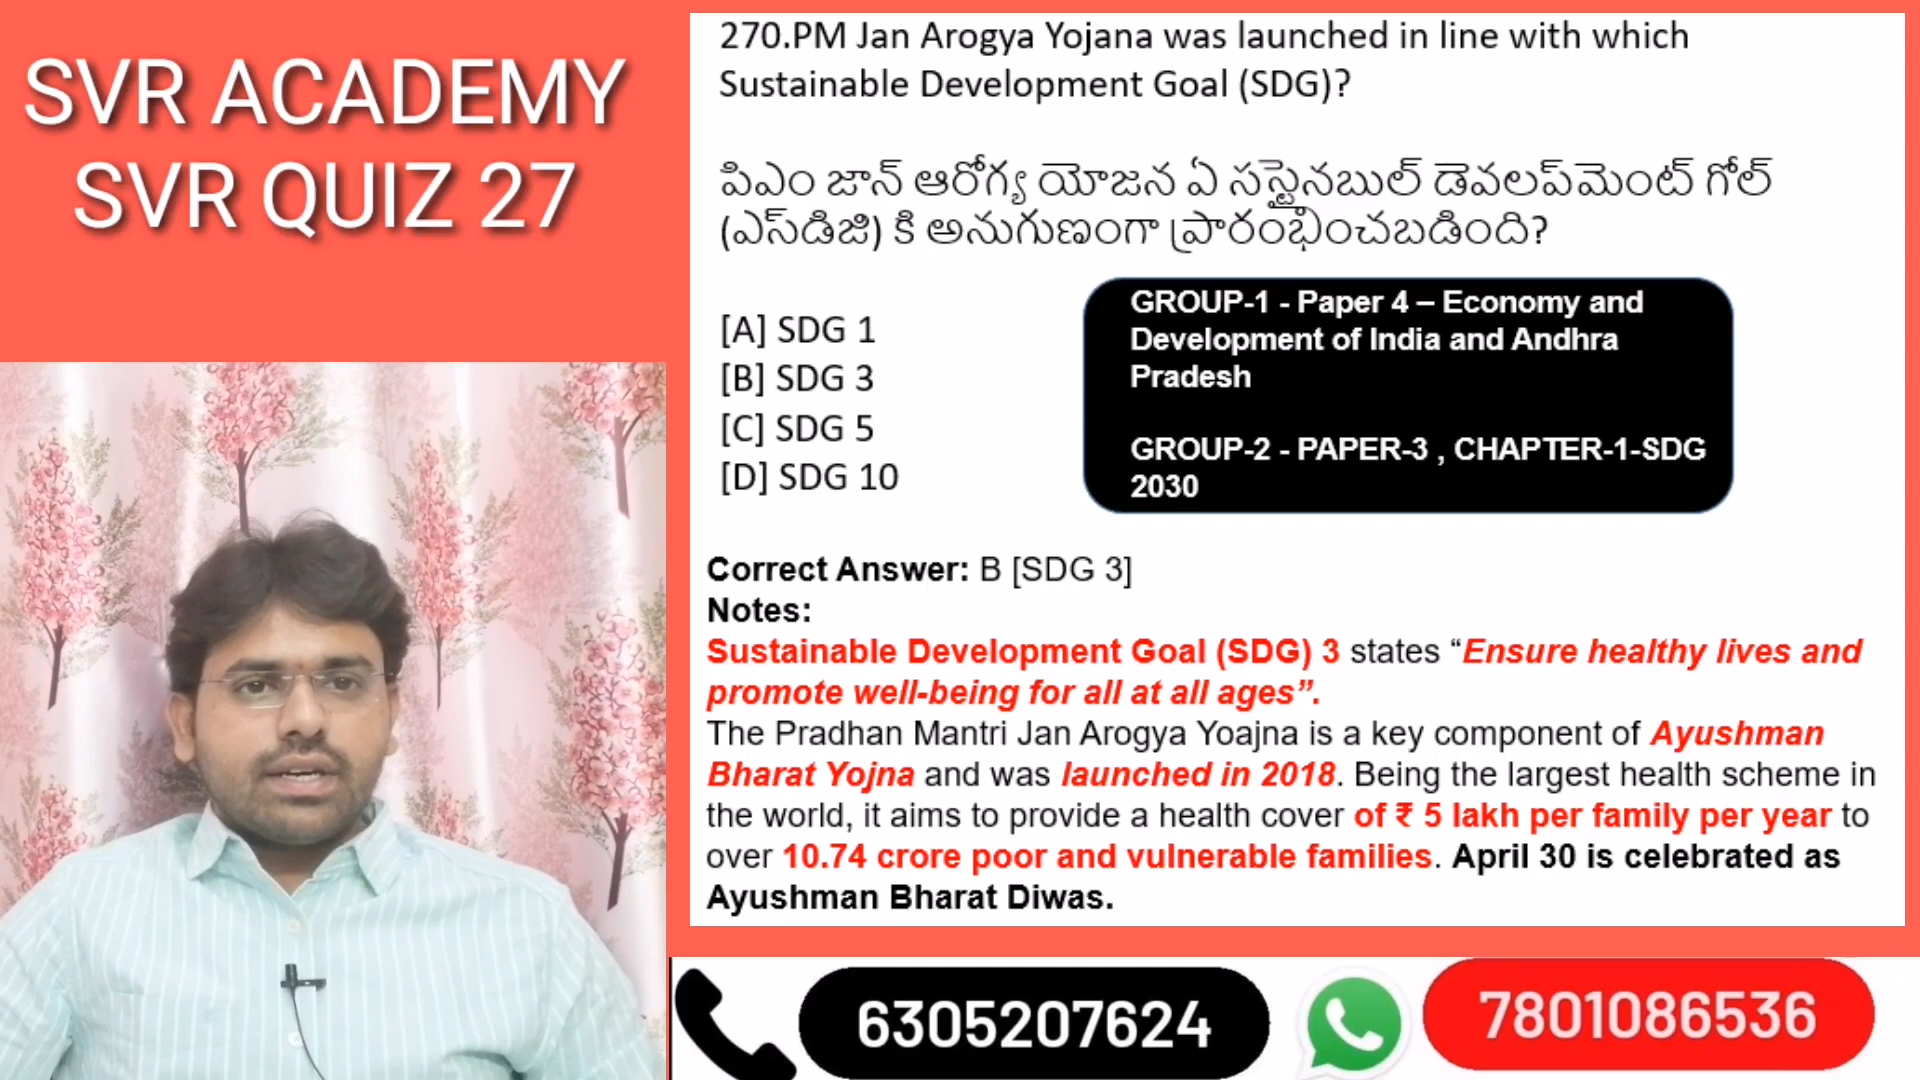 SVR ACADEMY
SVR QUIZ 27
270.PM Jan Arogya Yojana was launched in line with which
Sustainable Development Goal (SDG)?
పిఎం జాన్ ఆరోగ్య యోజన ఏ సస్టైనబుల్ డెవలప్‌మెంట్ గోల్
(ఎస్‌డిజి) కి అనుగుణంగా ప్రారంభించబడింది?
[A] SDG 1
[B] SDG 3
[C] SDG 5
[D] SDG 10
GROUP-1 - Paper 4 – Economy and
Development of India and Andhra
Pradesh
GROUP-2 - PAPER-3 , CHAPTER-1-SDG
2030
Correct Answer: B [SDG 3]
Notes:
Sustainable Development Goal (SDG) 3 states “Ensure healthy lives and
promote well-being for all at all ages”.
The Pradhan Mantri Jan Arogya Yoajna is a key component of Ayushman
Bharat Yojna and was launched in 2018. Being the largest health scheme in
the world, it aims to provide a health cover of ₹ 5 lakh per family per year to
over 10.74 crore poor and vulnerable families. April 30 is celebrated as
Ayushman Bharat Diwas.
6305207624
7801086536